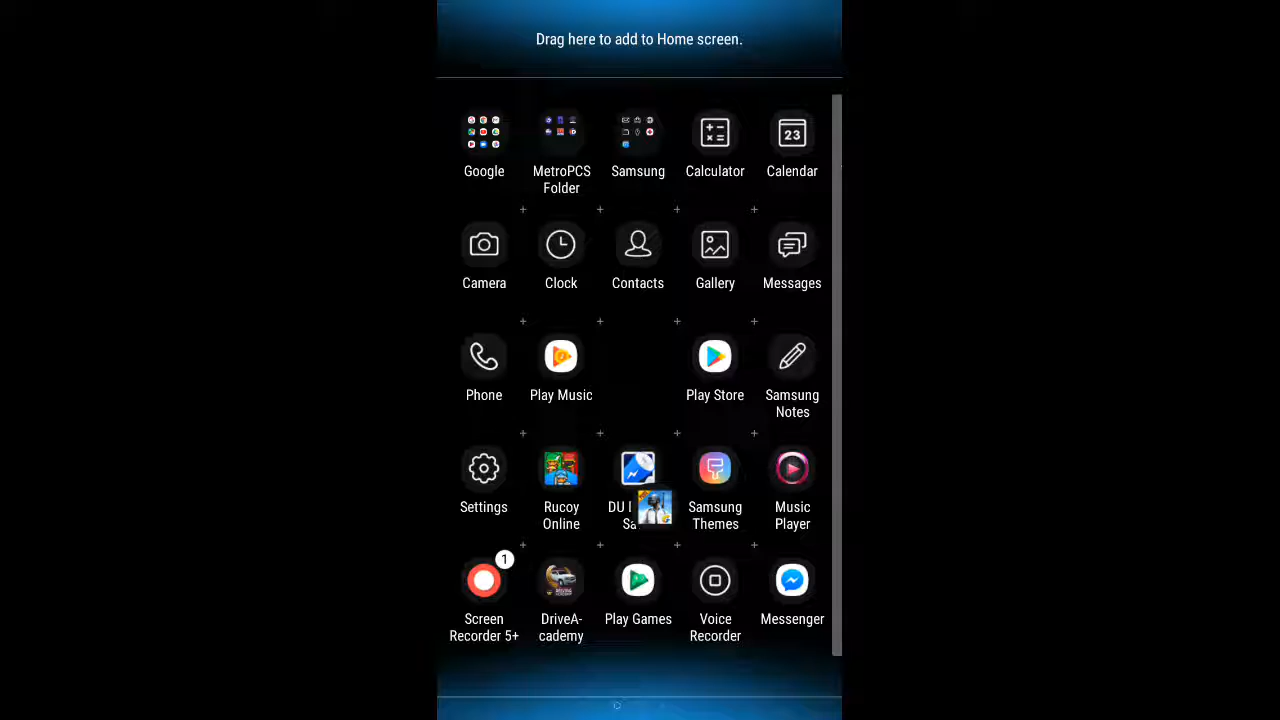 Drag here to add to Home screen.
Google
MetroPCS
Folder
Samsung
Calculator
23
Calendar
Camera
Clock
Contacts
Gallery
Messages
Phone
Play Music
Play Store
Samsung
Notes
Settings
Rucoy
Online
DU
Samsung
Themes
Music
Player
1
Screen
Recorder 5+
DriveA-
cademy
Play Games
Voice
Recorder
Messenger